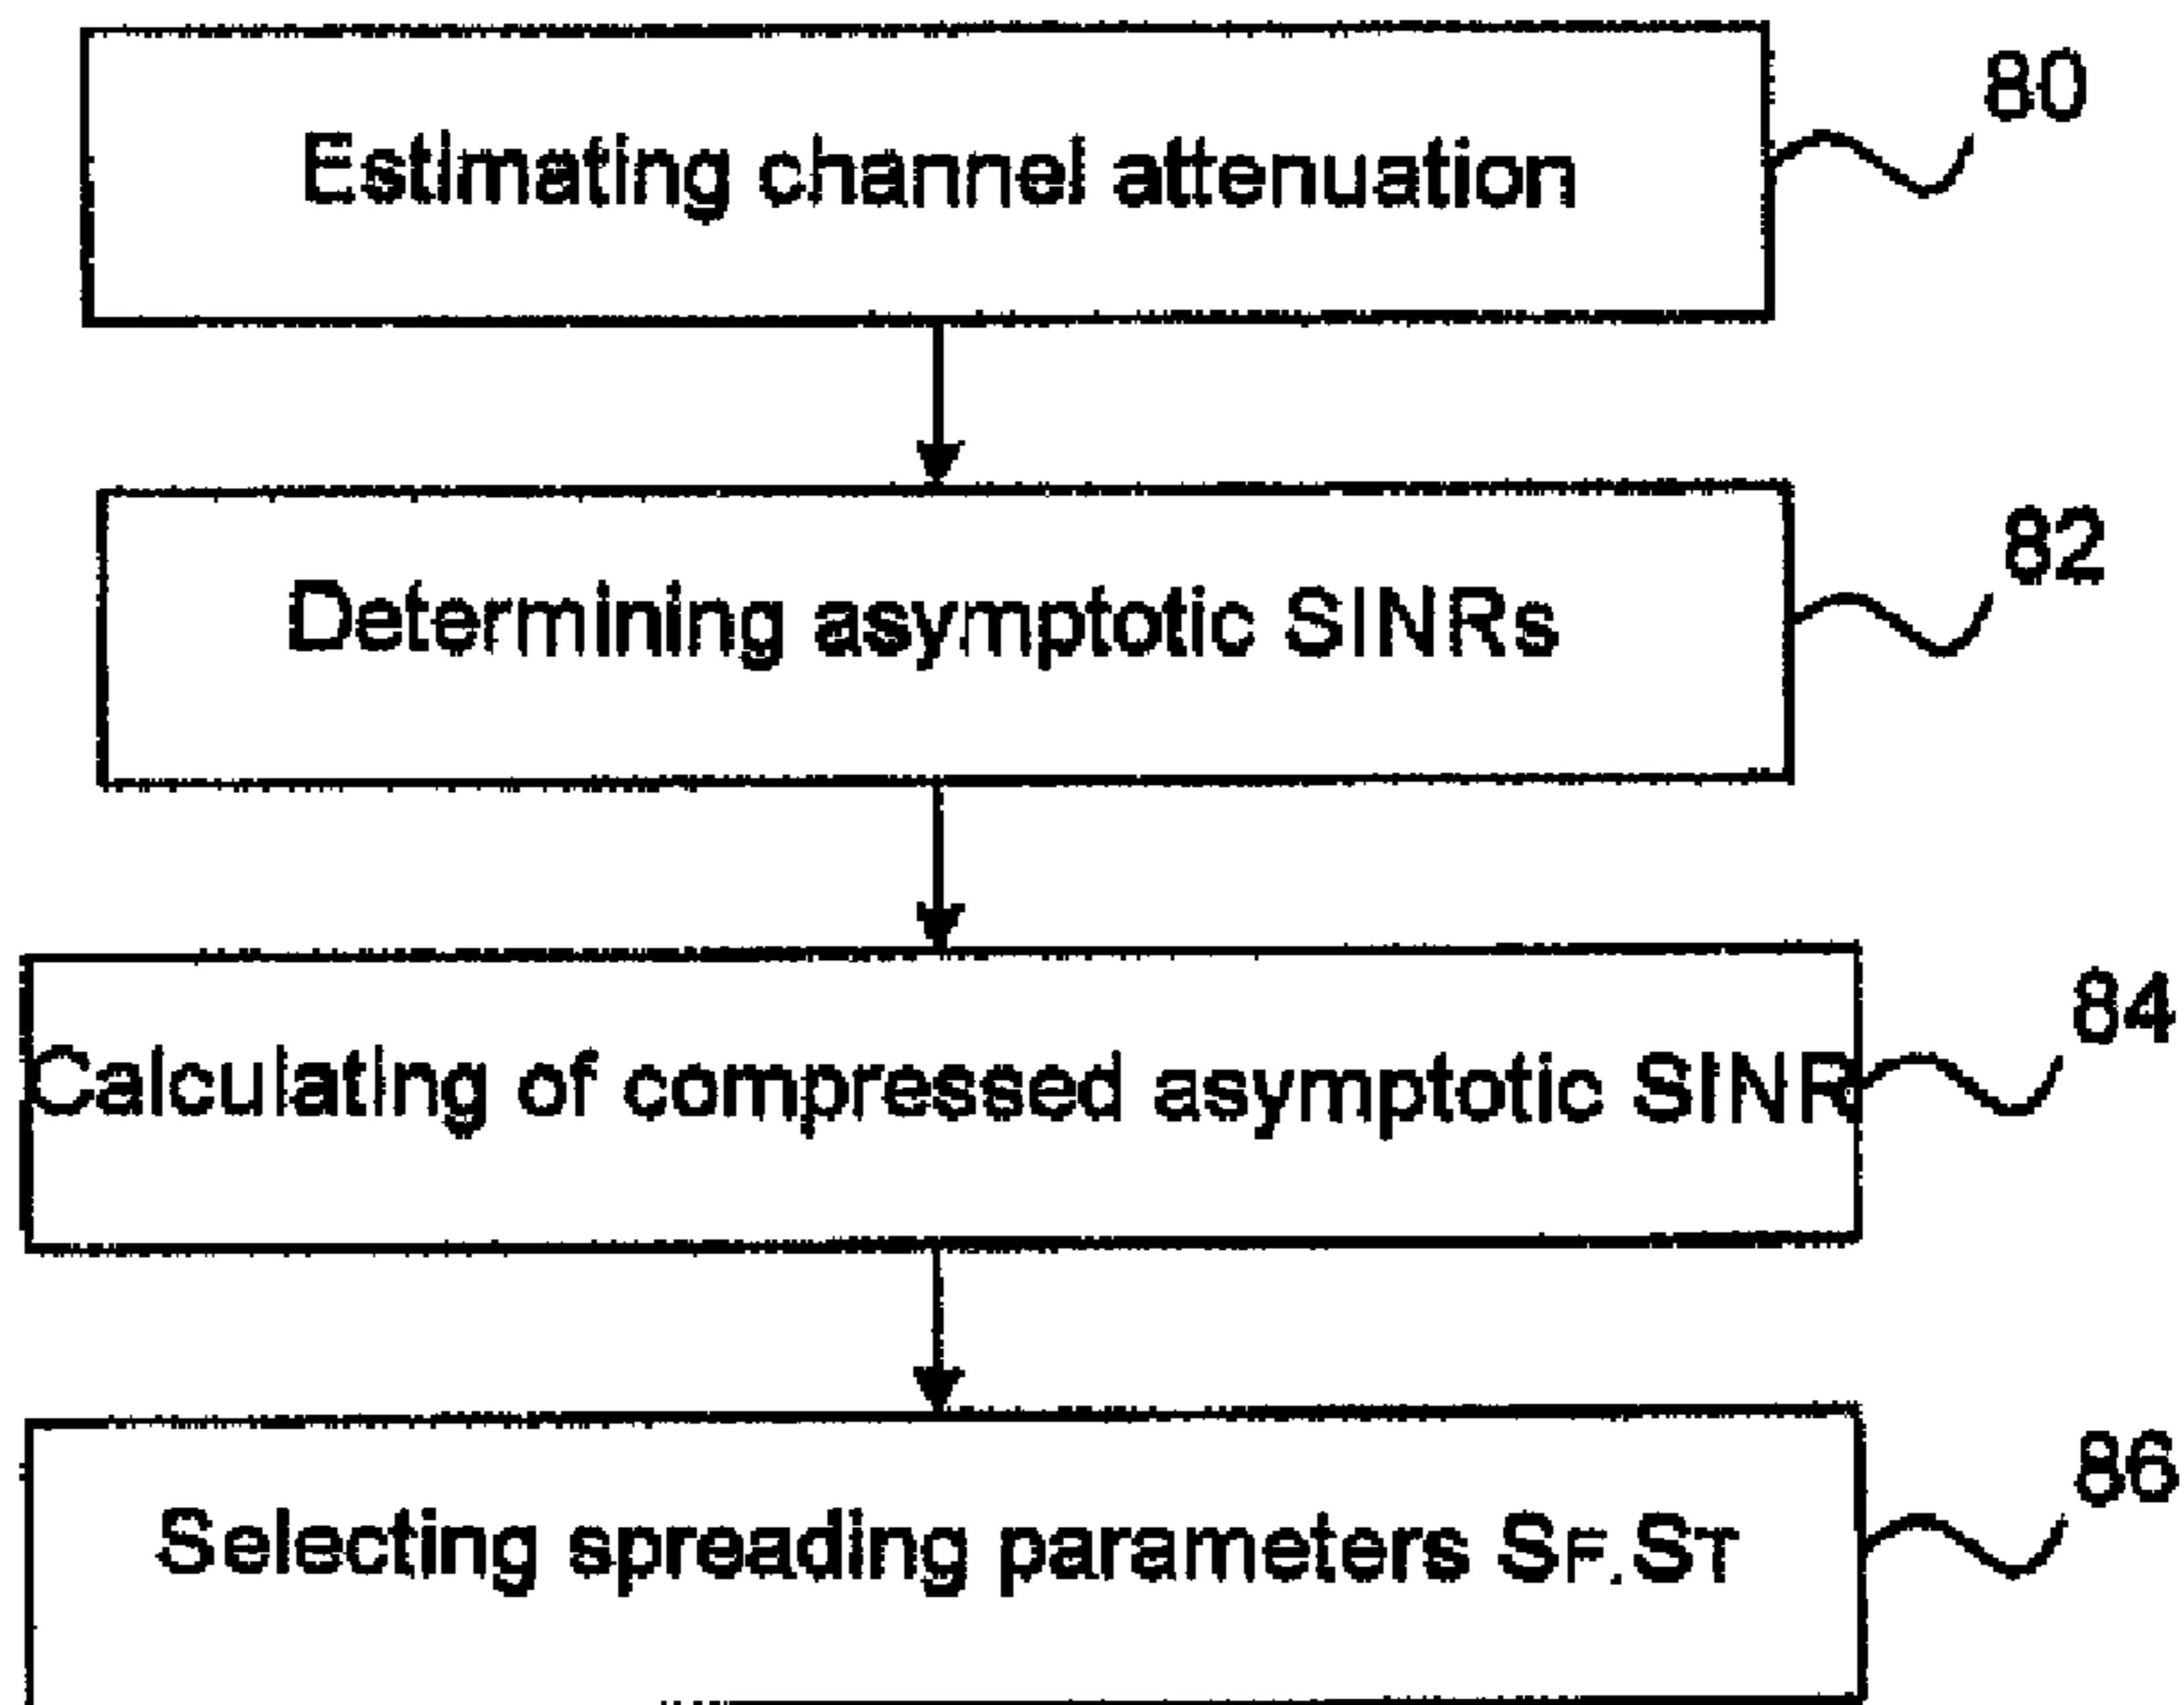 80
Estimating channel attenuation
82
Determining asymptotic SINRs
84
Calculating of compressed asymptotic SINR
86
Selecting spreading parameters SF,ST